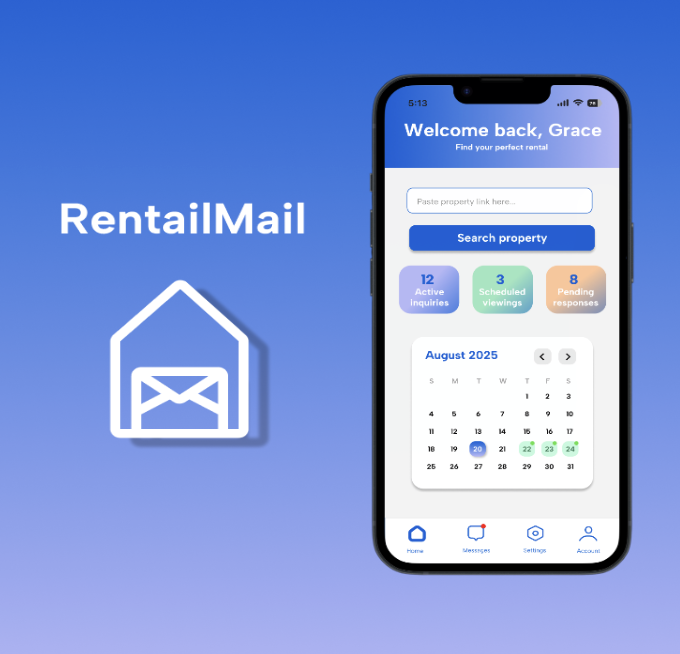 RentailMail
5:13
78
Welcome back, Grace
Find your perfect rental
Paste property link here...
Search property
12
Active
inquiries
3
Scheduled
viewings
8
Pending
responses
August 2025
S M T W T F S
1 2 3
4 5 6 7 8 9 10
11 12 13 14 15 16 17
18 19 20 21 22 23 24
25 26 27 28 29 30 31
Home Messages Settings Account